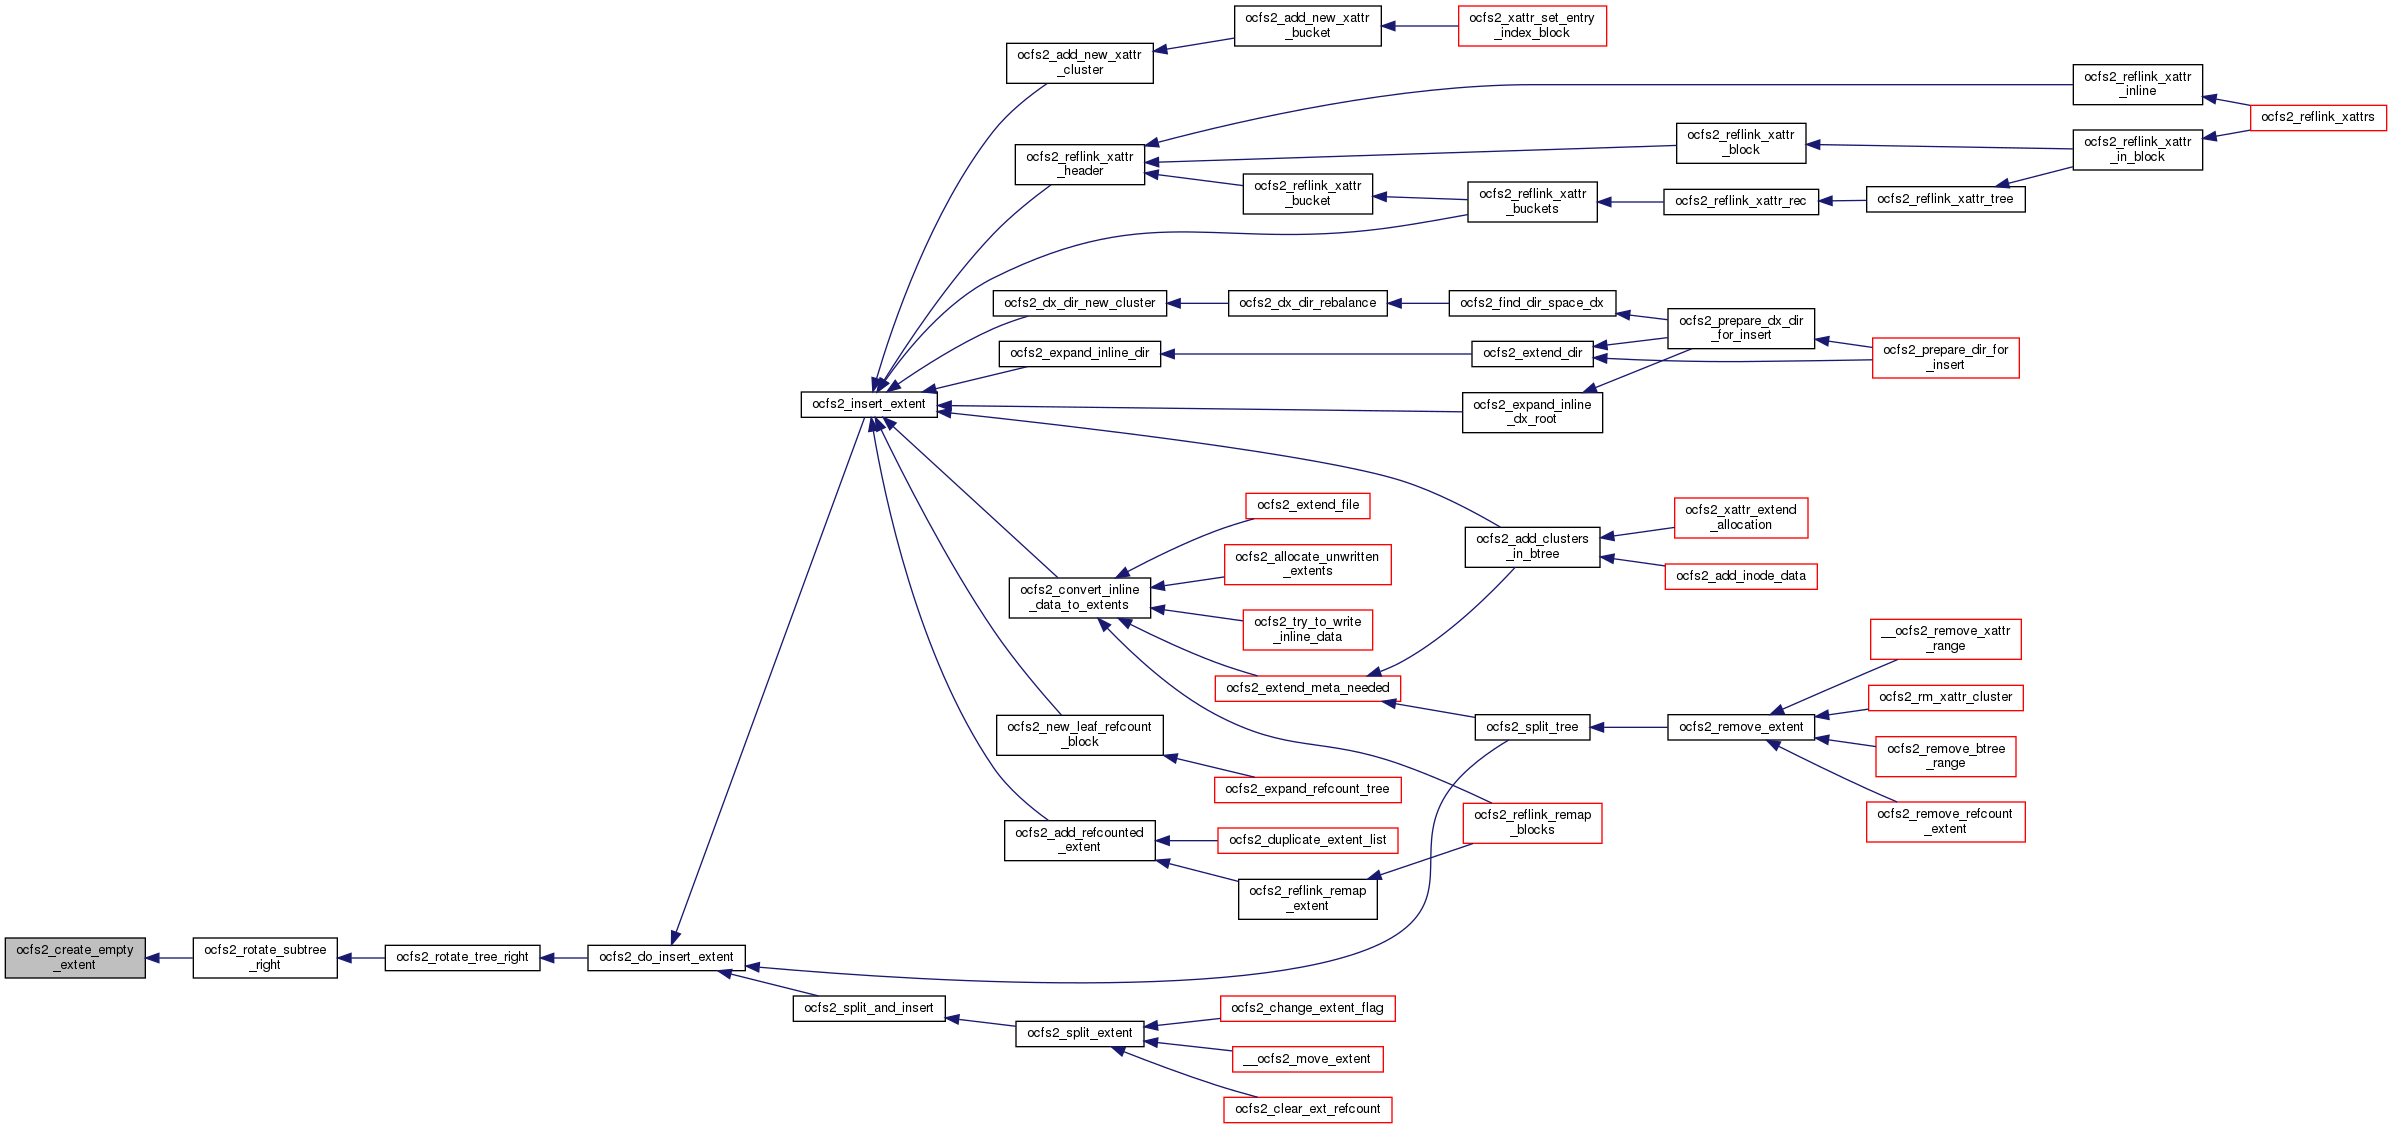 ocfs2_add_new_xattr
_bucket
ocfs2_xattr_set_entry
_index_block
ocfs2_add_new_xattr
_cluster
ocfs2_reflink_xattr
_inline
ocfs2_reflink_xattrs
ocfs2_reflink_xattr
_block
ocfs2_reflink_xattr
_in_block
ocfs2_reflink_xattr
_header
ocfs2_reflink_xattr
_bucket
ocfs2_reflink_xattr
_buckets
ocfs2_reflink_xattr_rec
ocfs2_reflink_xattr_tree
ocfs2_dx_dir_new_cluster
ocfs2_dx_dir_rebalance
ocfs2_find_dir_space_dx
ocfs2_prepare_dx_dir
_for_insert
ocfs2_expand_inline_dir
ocfs2_extend_dir
ocfs2_prepare_dir_for
_insert
ocfs2_insert_extent
ocfs2_expand_inline
_dx_root
ocfs2_extend_file
ocfs2_xattr_extend
_allocation
ocfs2_add_clusters
_in_btree
ocfs2_allocate_unwritten
_extents
ocfs2_add_inode_data
ocfs2_convert_inline
_data_to_extents
ocfs2_try_to_write
_inline_data
__ocfs2_remove_xattr
_range
ocfs2_extend_meta_needed
ocfs2_rm_xattr_cluster
ocfs2_new_leaf_refcount
_block
ocfs2_split_tree
ocfs2_remove_extent
ocfs2_remove_btree
_range
ocfs2_expand_refcount_tree
ocfs2_reflink_remap
_blocks
ocfs2_remove_refcount
_extent
ocfs2_add_refcounted
_extent
ocfs2_duplicate_extent_list
ocfs2_reflink_remap
_extent
ocfs2_create_empty
_extent
ocfs2_rotate_subtree
_right
ocfs2_rotate_tree_right
ocfs2_do_insert_extent
ocfs2_split_and_insert
ocfs2_change_extent_flag
ocfs2_split_extent
__ocfs2_move_extent
ocfs2_clear_ext_refcount